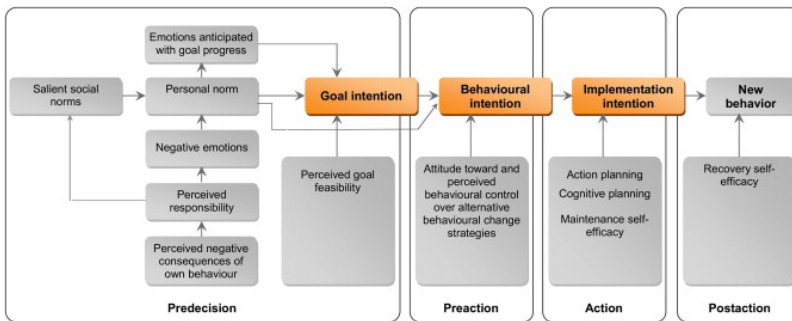 Emotions anticipated
with goal progress
Salient social
norms
Personal norm
Goal intention
Behavioural
intention
Implementation
intention
New
behavior
Negative emotions
Perceived
responsibility
Perceived negative
consequences of
own behaviour
Perceived goal
feasibility
Attitude toward and
perceived
behavioural control
over alternative
behavioural change
strategies
Action planning
Cognitive planning
Maintenance self-
efficacy
Recovery self-
efficacy
Predecision
Preaction
Action
Postaction